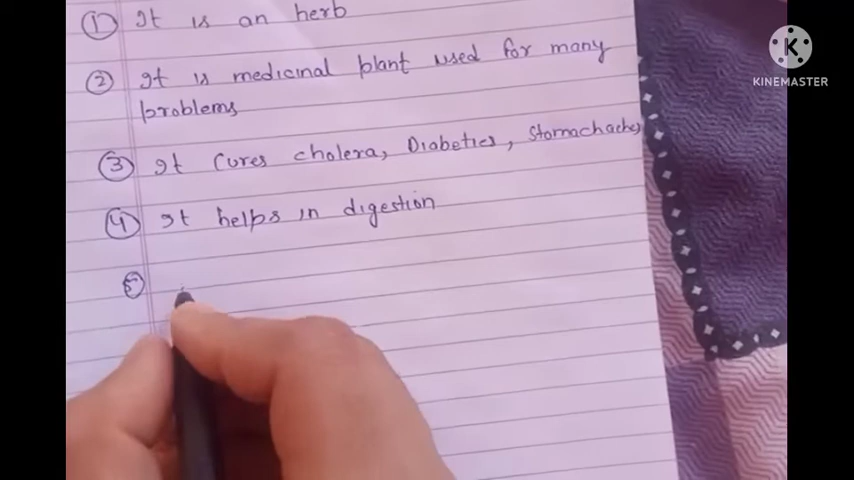 ① It is an herb
② It is medicinal plant used for many
problems
③ It Cures cholera, Diabetics, Stomachaches
④ It helps in digestion
⑤
KINEMASTER